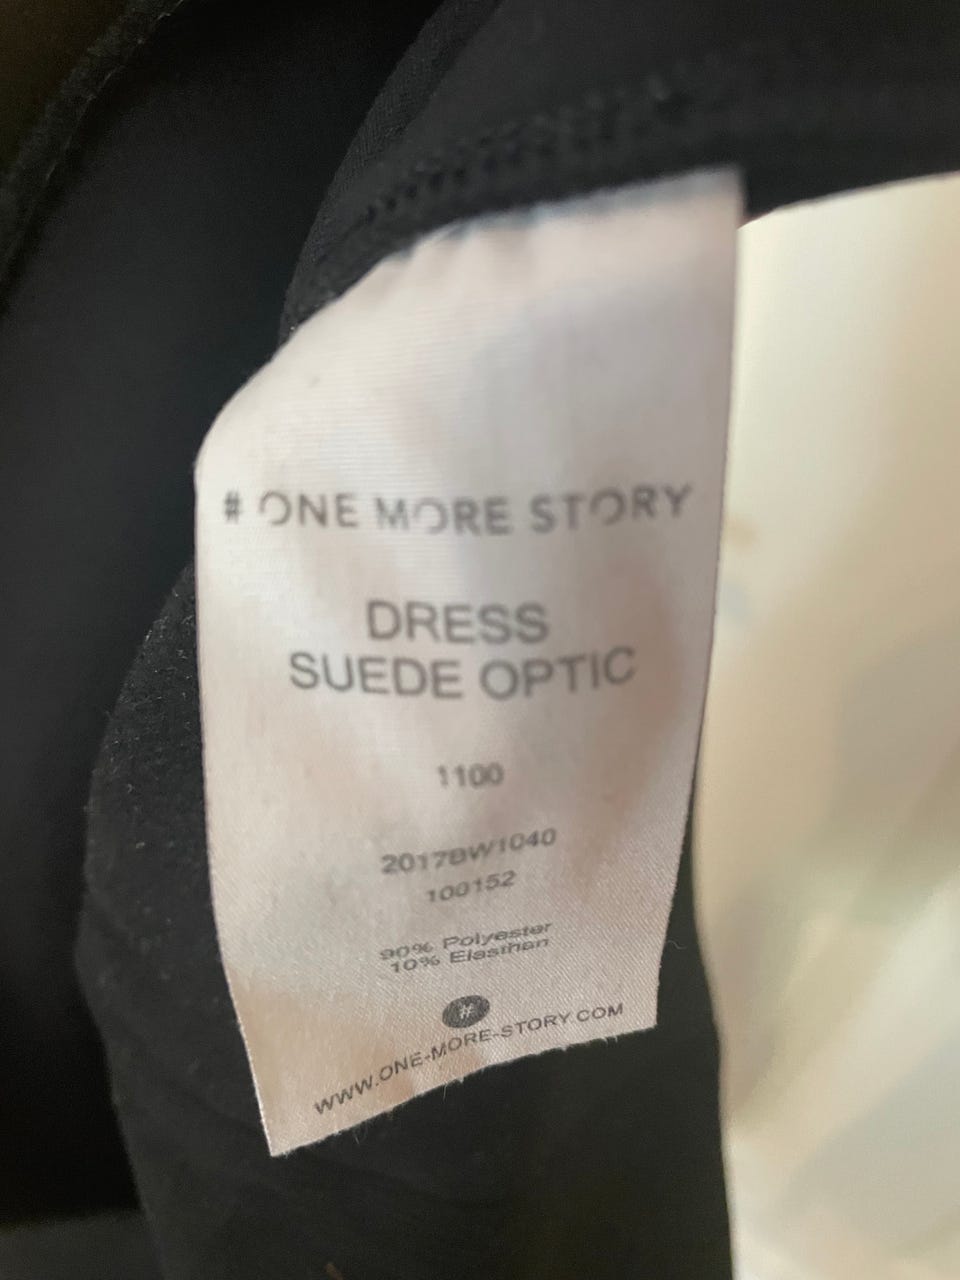 # ONE MORE STORY
DRESS
SUEDE OPTIC
1100
2017BW1040
100152
90% Polyester
10% Elasthan
#
WWW.ONE-MORE-STORY.COM